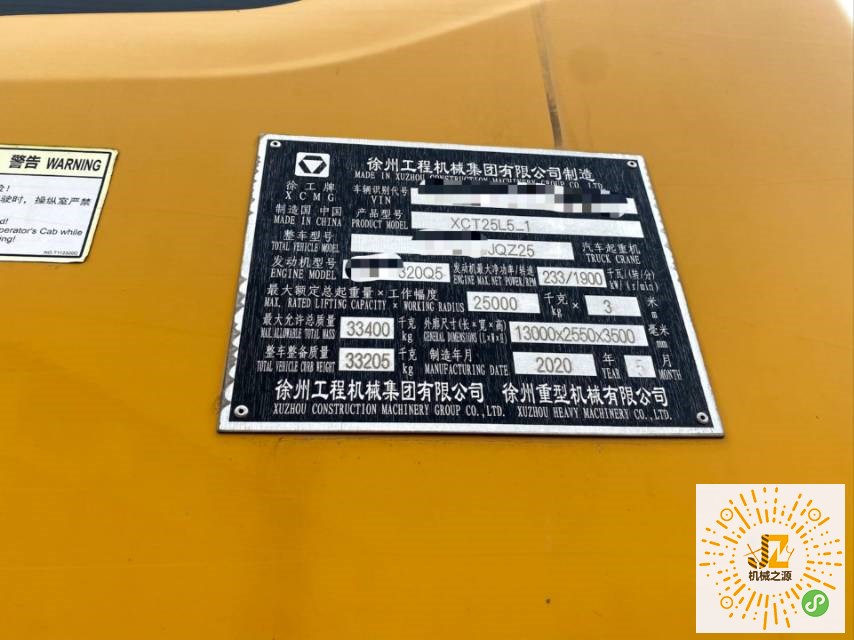 警告 WARNING
驶时，操纵室严禁
perator's Cab while
徐州工程机械集团有限公司制造
MADE IN XUZHOU CONSTRUCTION MACHINERY GROUP CO., LTD.
徐工牌 车辆识别代号
XCMG VIN
制造国 中国 产品型号
MADE IN CHINA PRODUCT MODEL XCT25L5_1
整车型号 JQZ25 汽车起重机
TOTAL VEHICLE MODEL TRUCK CRANE
发动机型号 320Q5 发动机最大净功率/转速 233/1900 千瓦/(转/分)
ENGINE MODEL ENGINE MAX.NET POWER/RPM kW/(r/min)
最大额定总起重量×工作幅度 25000 千克× 3 米
MAX. RATED LIFTING CAPACITY × WORKING RADIUS kg m
最大允许总质量 33400 千克 外廓尺寸(长×宽×高) 13000x2550x3500 毫米
MAX.ALLOWABLE TOTAL MASS kg GENERAL DIMENSIONS (L×W×H) mm
整车整备质量 33205 千克 制造年月 2020 年 5 月
TOTAL VEHICLE CURB WEIGHT kg MANUFACTURING DATE YEAR MONTH
徐州工程机械集团有限公司 徐州重型机械有限公司
XUZHOU CONSTRUCTION MACHINERY GROUP CO.,LTD. XUZHOU HEAVY MACHINERY CO.,LTD.
JZ
机械之源